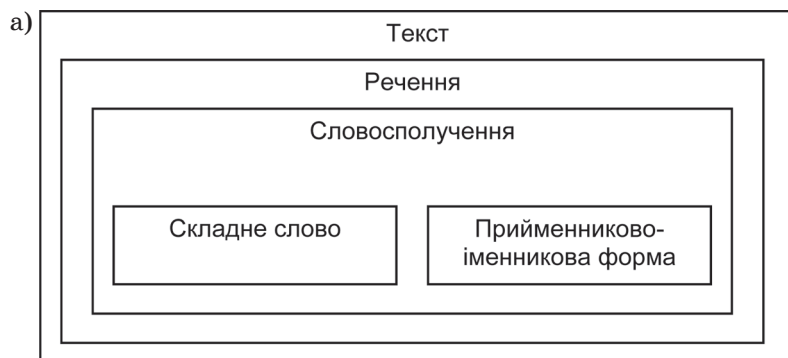 а)
Текст
Речення
Словосполучення
Складне слово
Прийменниково-
іменникова форма